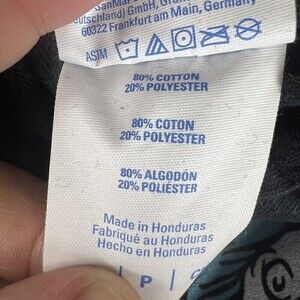 SanMar
eutschland) GmbH, Gr
60322 Frankfurt am Main, Germany
ASTM
80% COTTON
20% POLYESTER
80% COTON
20% POLYESTER
80% ALGODÓN
20% POLIÉSTER
Made in Honduras
Fabriqué au Honduras
Hecho en Honduras
P